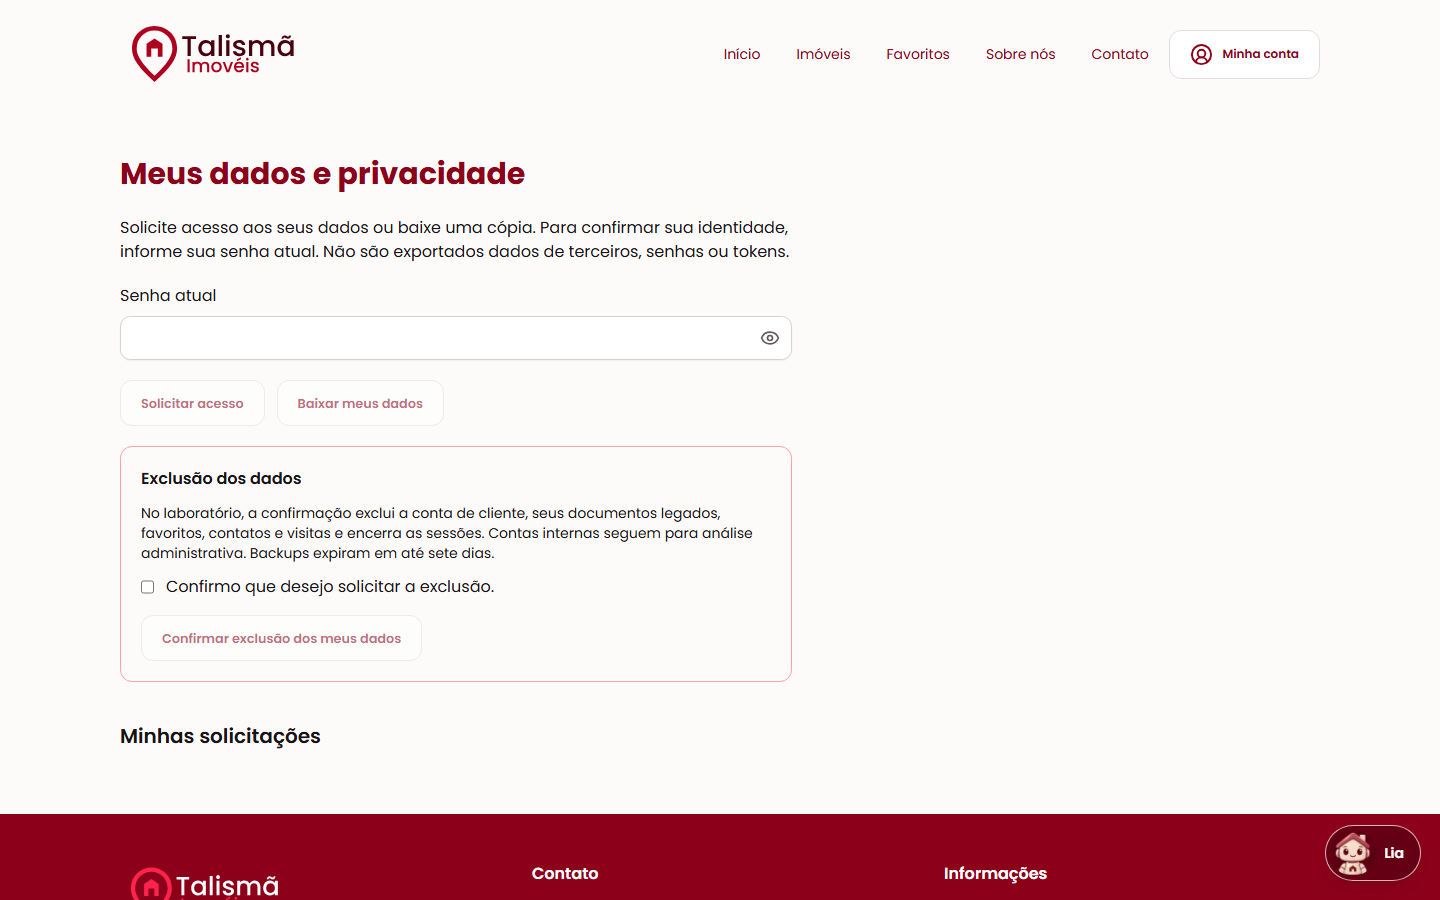 Talismã
Imovéis
Início
Imóveis
Favoritos
Sobre nós
Contato
Minha conta
Meus dados e privacidade
Solicite acesso aos seus dados ou baixe uma cópia. Para confirmar sua identidade,
informe sua senha atual. Não são exportados dados de terceiros, senhas ou tokens.
Senha atual
Solicitar acesso
Baixar meus dados
Exclusão dos dados
No laboratório, a confirmação exclui a conta de cliente, seus documentos legados,
favoritos, contatos e visitas e encerra as sessões. Contas internas seguem para análise
administrativa. Backups expiram em até sete dias.
Confirmo que desejo solicitar a exclusão.
Confirmar exclusão dos meus dados
Minhas solicitações
Talismã
Contato
Informações
Lia